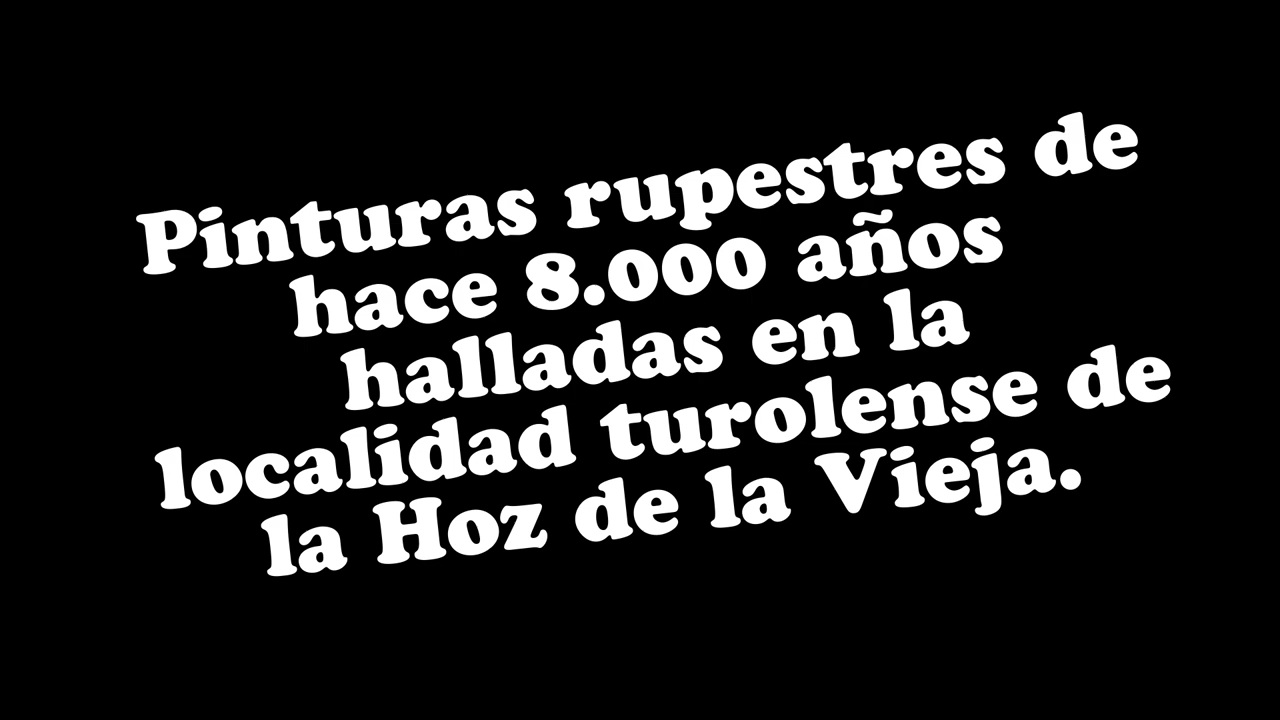 Pinturas rupestres de
hace 8.000 años
halladas en la
localidad turolense de
la Hoz de la Vieja.